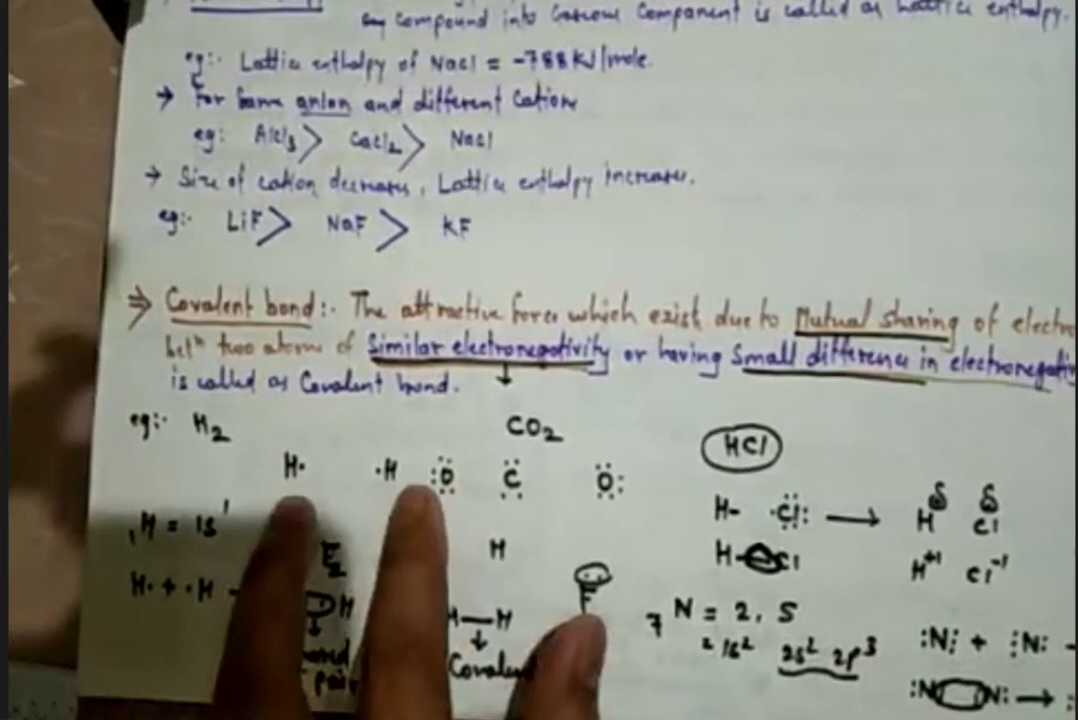 any compound into Gaseous Component is called as Lattice enthalpy.
eg:- Lattice enthalpy of NaCl = -788 kJ/mole.
→ For same anion and different cation
eg: AlCl3 > CaCl2 > NaCl
→ Size of cation decreases, Lattice enthalpy increases.
eg:- LiF > NaF > KF
⇒ Covalent bond:- The attractive force which exist due to Mutual sharing of electro
betn two atoms of Similar electronegativity or having Small difference in electronegativ
is called as Covalent bond.
eg:- H2 CO2 HCl
H· ·H :Ö C̈ Ö:
H- ·Cl: → Hδ Clδ
1H = 1s1 H
H Cl H+1 Cl-1
H· + ·H H
H—H
7N = 2, 5
2 1s2 2s2 2p3
:N: + :N:
Covalent
pair
:N N: → :